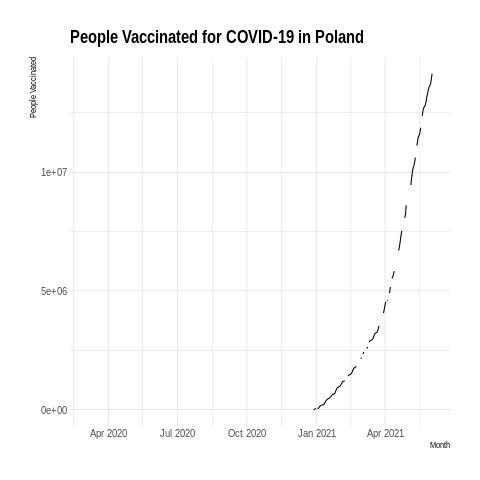 People Vaccinated for COVID-19 in Poland
People Vaccinated
1e+07
5e+06
0e+00
Apr 2020 Jul 2020 Oct 2020 Jan 2021 Apr 2021
Month